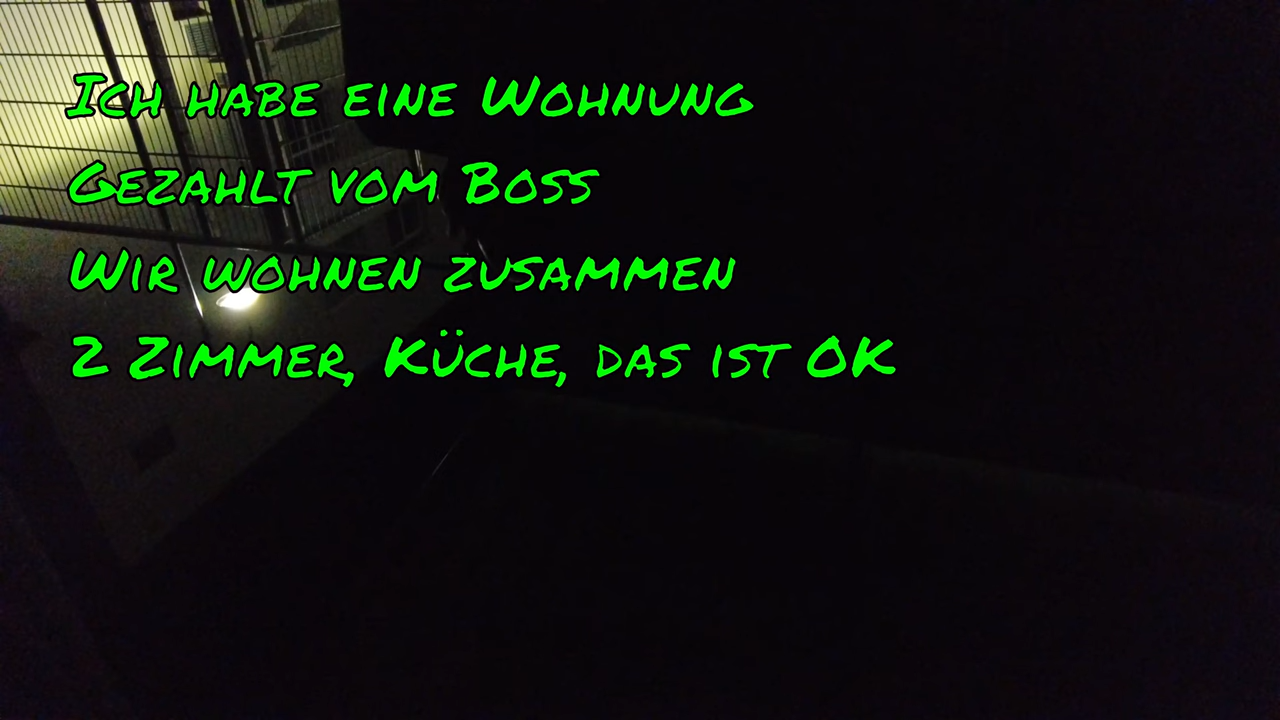 Ich habe eine Wohnung
Gezahlt vom Boss
Wir wohnen zusammen
2 Zimmer, Küche, das ist OK